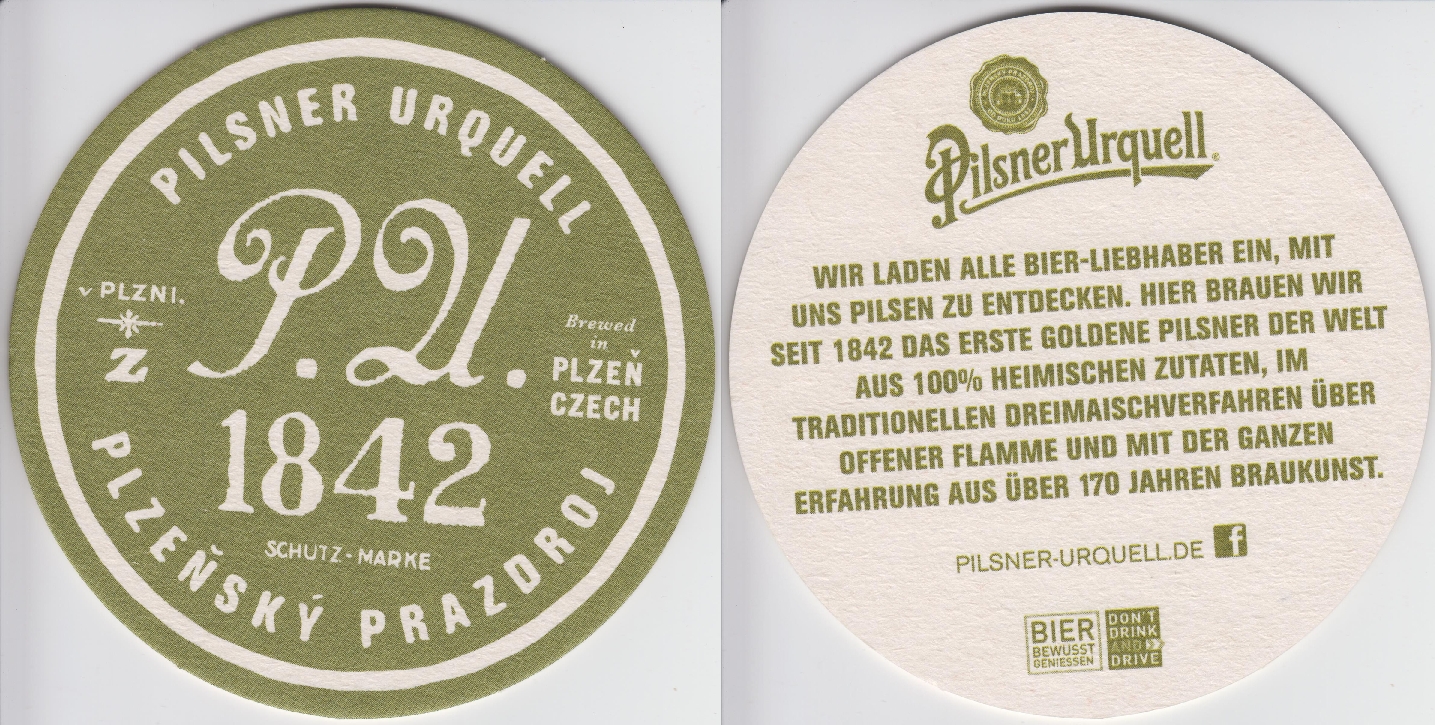 PILSNER URQUELL
P.U.
v PLZNI.
Z
Brewed
in
PLZEŇ
CZECH
1842
SCHUTZ-MARKE
PLZEŇSKÝ PRAZDROJ
Pilsner Urquell®
WIR LADEN ALLE BIER-LIEBHABER EIN, MIT
UNS PILSEN ZU ENTDECKEN. HIER BRAUEN WIR
SEIT 1842 DAS ERSTE GOLDENE PILSNER DER WELT
AUS 100% HEIMISCHEN ZUTATEN, IM
TRADITIONELLEN DREIMAISCHVERFAHREN ÜBER
OFFENER FLAMME UND MIT DER GANZEN
ERFAHRUNG AUS ÜBER 170 JAHREN BRAUKUNST.
PILSNER-URQUELL.DE f
BIER
BEWUSST
GENIESSEN
DON'T
DRINK
AND
DRIVE